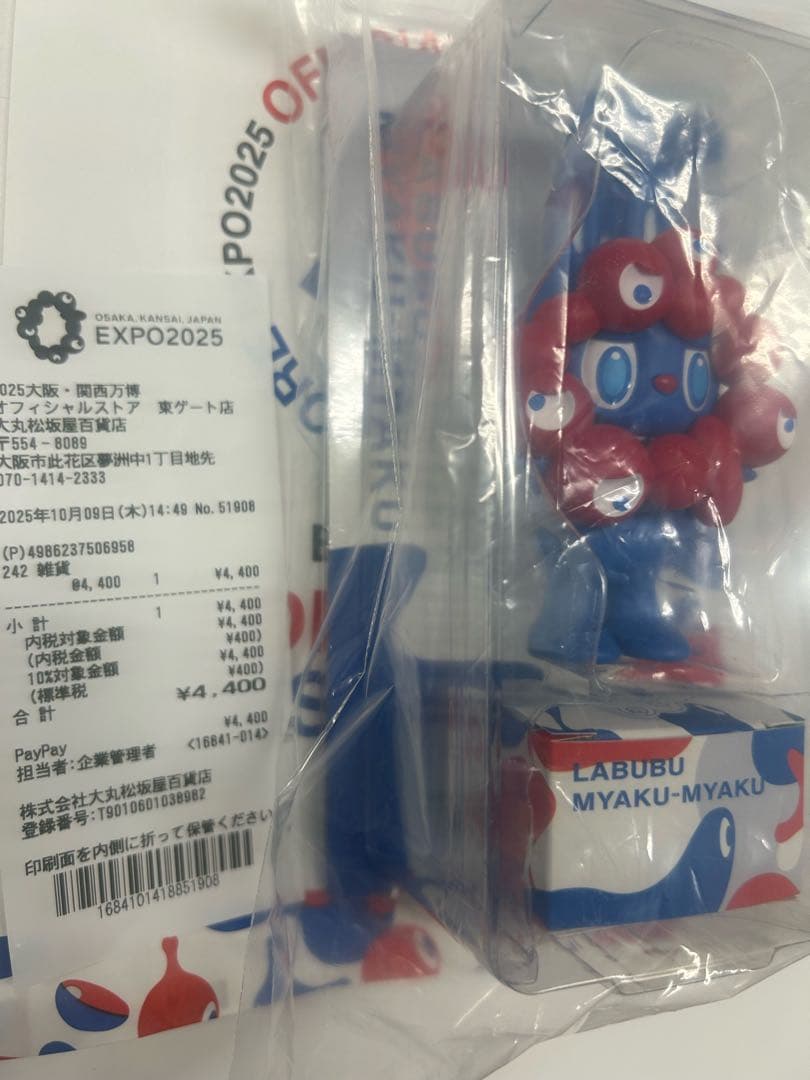 EXPO2025 OFF
OSAKA, KANSAI, JAPAN
EXPO2025
025大阪・関西万博
オフィシャルストア 東ゲート店
大丸松坂屋百貨店
〒554-8089
大阪市此花区夢洲中1丁目地先
070-1414-2333
2025年10月09日(木)14:49 No.51908
(P)4986237506958
242 雑貨
@4,400 1 ¥4,400
小 計 1 ¥4,400
内税対象金額 ¥4,400
(内税金額 ¥400)
10%対象金額 ¥4,400
(標準税 ¥400)
合 計 ¥4,400
PayPay ¥4,400
担当者:企業管理者 <16841-014>
株式会社大丸松坂屋百貨店
登録番号:T9010601038982
印刷面を内側に折って保管ください
1684101418851908
LABUBU
MYAKU-MYAKU